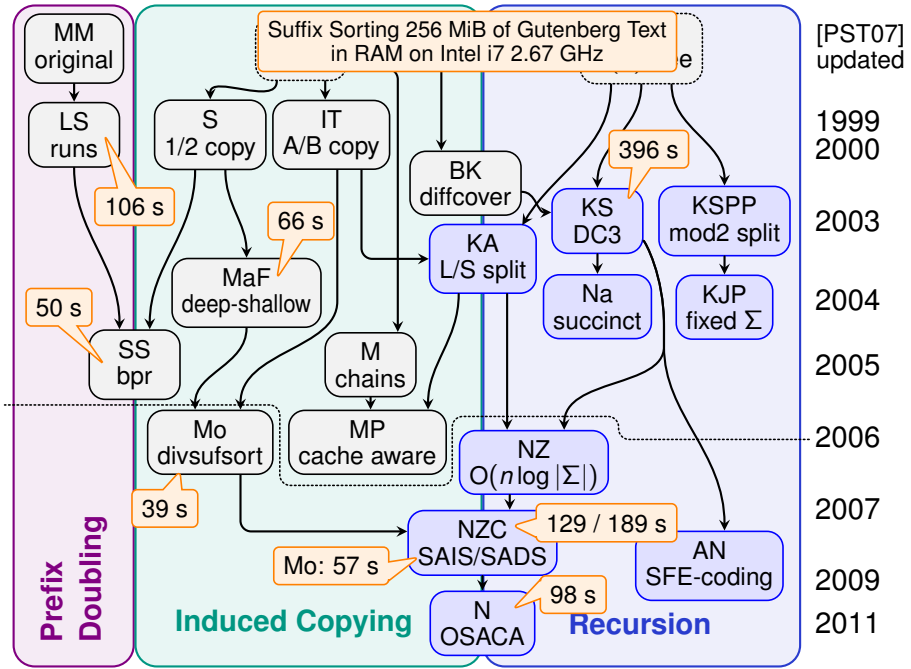 MM
original
Suffix Sorting 256 MiB of Gutenberg Text
in RAM on Intel i7 2.67 GHz
[PST07]
updated
LS
runs
S
1/2 copy
IT
A/B copy
1999
2000
BK
diffcover
396 s
106 s
66 s
KS
DC3
KSPP
mod2 split
2003
KA
L/S split
MaF
deep-shallow
Na
succinct
KJP
fixed Σ
2004
50 s
SS
bpr
M
chains
2005
Mo
divsufsort
MP
cache aware
NZ
O(n log |Σ|)
2006
39 s
2007
NZC
SAIS/SADS
129 / 189 s
Mo: 57 s
AN
SFE-coding
2009
N
OSACA
98 s
2011
Prefix
Doubling
Induced Copying
Recursion